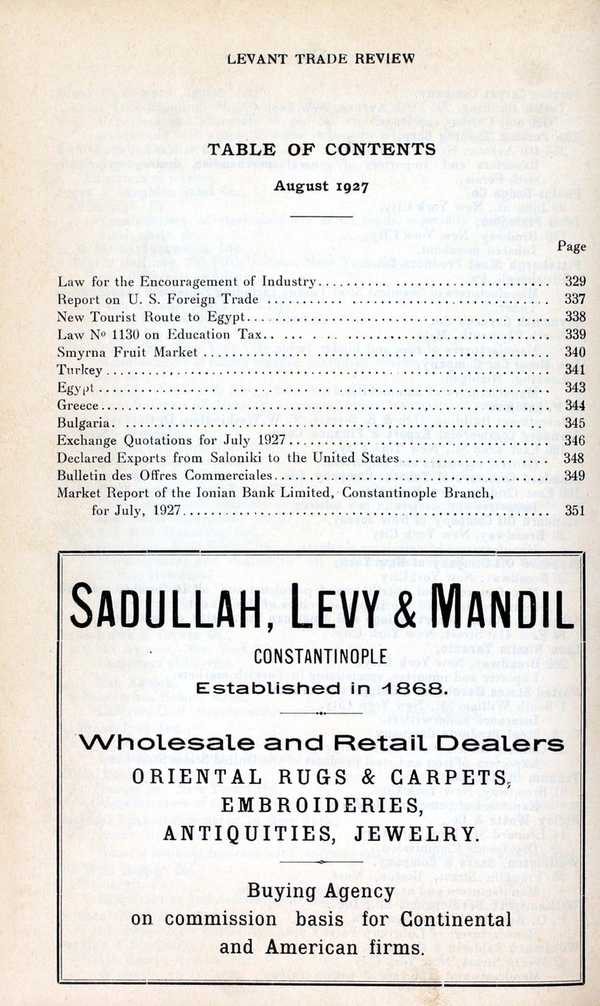 LEVANT TRADE REVIEW
TABLE OF CONTENTS
August 1927
Page
Law for the Encouragement of Industry.......... ...................... 329
Report on U. S. Foreign Trade ........... .......................... 337
New Tourist Route to Egypt............................... ..... 338
Law Nº 1130 on Education Tax.. ... .. ......................... 339
Smyrna Fruit Market ................ ................ ............. 340
Turkey................................................................ 341
Egypt................ .. .. ... .............................. 343
Greece............................................. .... .... 344
Bulgaria. ........................................................ .. 345
Exchange Quotations for July 1927................ ................ 346
Declared Exports from Saloniki to the United States............ .... 348
Bulletin des Offres Commerciales...................................... 349
Market Report of the Ionian Bank Limited, Constantinople Branch,
for July, 1927.................................................. 351
SADULLAH, LEVY & MANDIL
CONSTANTINOPLE
Established in 1868.
Wholesale and Retail Dealers
ORIENTAL RUGS & CARPETS,
EMBROIDERIES,
ANTIQUITIES, JEWELRY.
Buying Agency
on commission basis for Continental
and American firms.